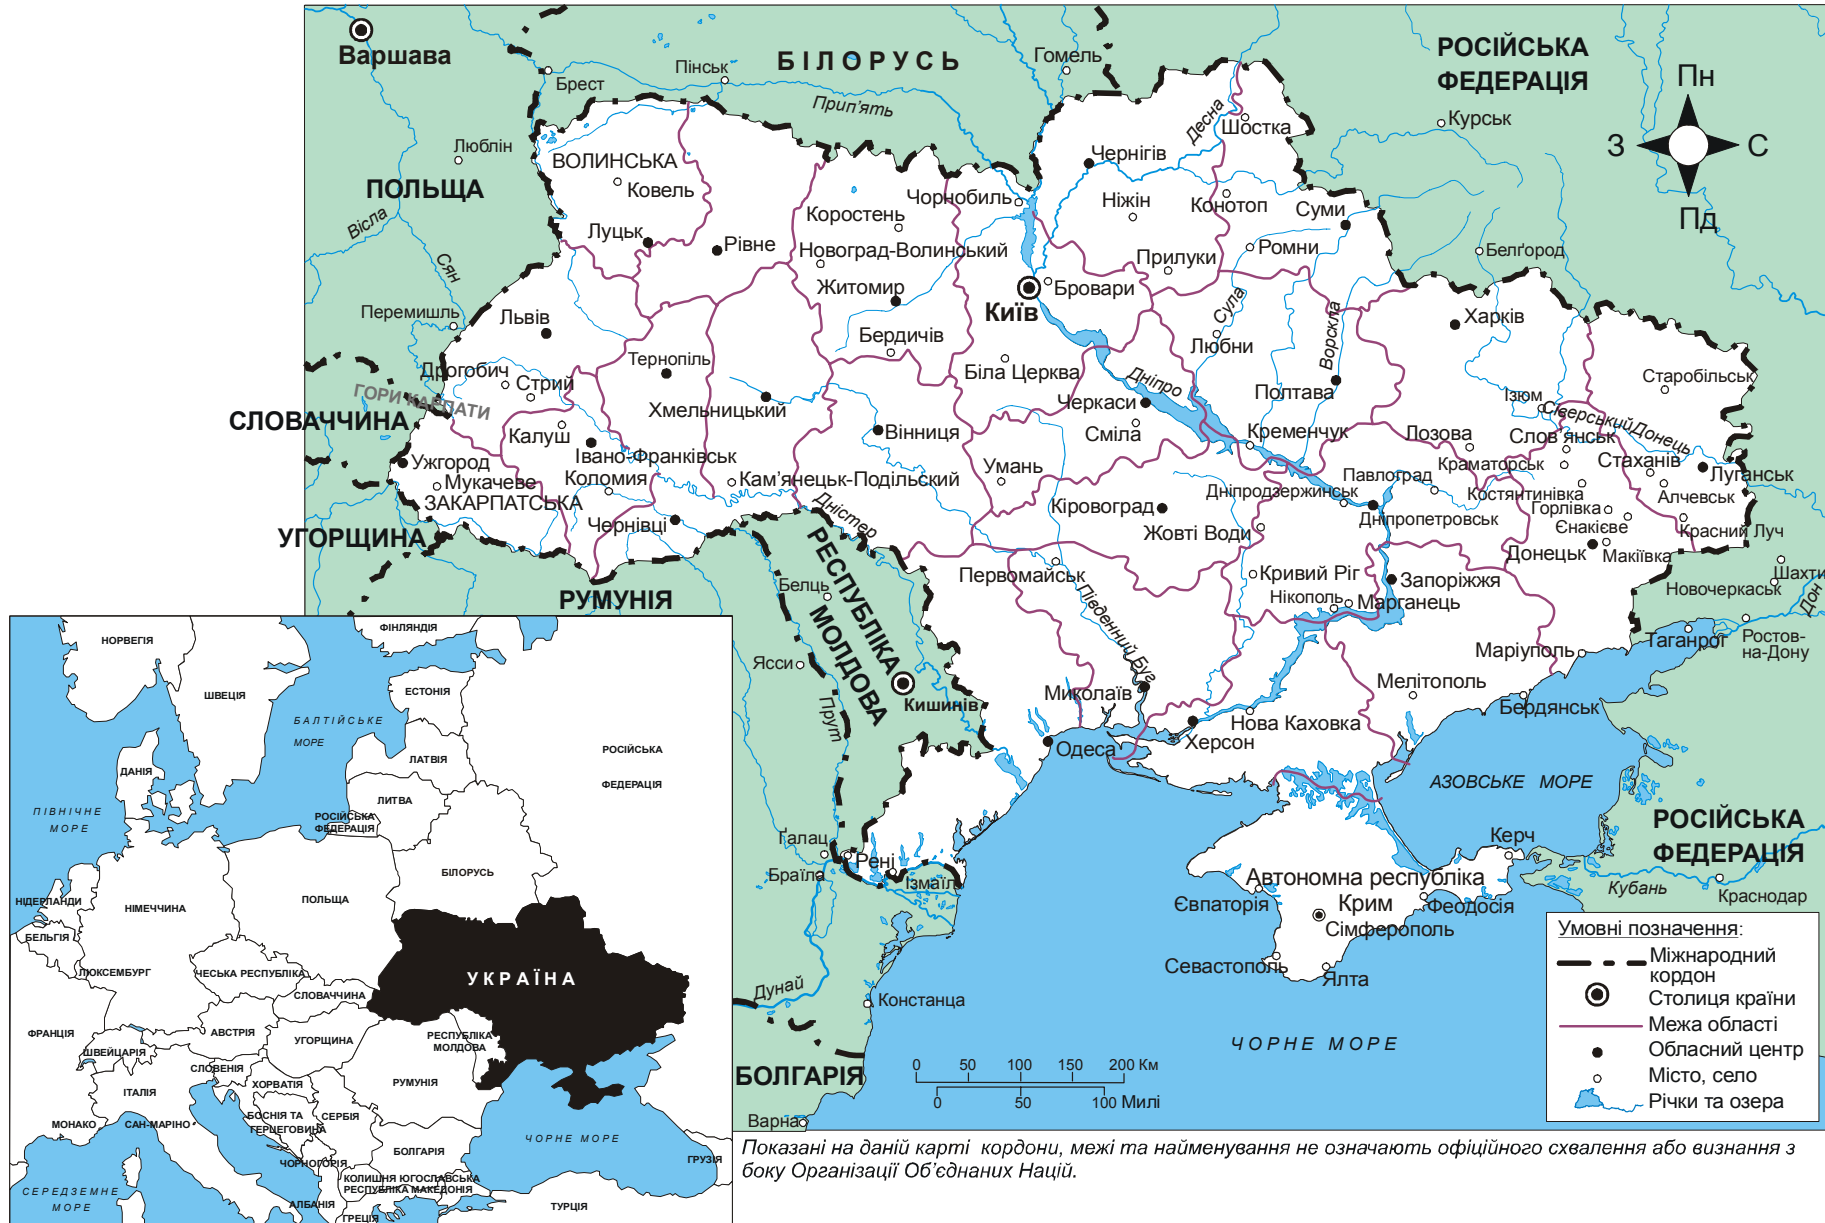 Варшава
БІЛОРУСЬ
Гомель
РОСІЙСЬКА
ФЕДЕРАЦІЯ
Пн
З
С
Пд
Брест
Пінськ
Прип'ять
Десна
Шостка
Курськ
Люблін
ПОЛЬЩА
Вісла
Сян
ВОЛИНСЬКА
Ковель
Чернігів
Чорнобиль
Ніжин
Конотоп
Суми
Коростень
Луцьк
Рівне
Новоград-Волинський
Ромни
Прилуки
Белґород
Житомир
Київ
Бровари
Сула
Ворскла
Харків
Перемишль
Львів
Бердичів
Любни
Дрогобич
Стрий
Тернопіль
Біла Церква
Дніпро
Полтава
Старобільськ
ГОРИ КАРПАТИ
Хмельницький
Черкаси
Ізюм
Сіверський Донець
СЛОВАЧЧИНА
Калуш
Вінниця
Сміла
Кременчук
Лозова
Слов'янськ
Івано-Франківськ
Ужгород
Мукачеве
Коломия
Кам'янецьк-Подільский
Умань
Павлоград
Краматорськ
Стаханів
Луганськ
ЗАКАРПАТСЬКА
Чернівці
Дністер
Кіровоград
Дніпродзержинськ
Костянтинівка
Алчевськ
Горлівка
УГОРЩИНА
Жовті Води
Дніпропетровськ
Єнакієве
Красний Луч
Донецьк
Макіївка
РЕСПУБЛІКА
МОЛДОВА
Первомайськ
Кривий Ріг
Запоріжжя
Шахти
Новочеркаськ
Дон
РУМУНІЯ
Белць
Нікополь
Марганець
Південний Буг
Таганрог
Ростов-
на-Дону
Ясси
Маріуполь
Прут
Кишинів
Миколаїв
Мелітополь
Бердянськ
Нова Каховка
Херсон
Одеса
АЗОВСЬКЕ МОРЕ
РОСІЙСЬКА
ФЕДЕРАЦІЯ
Ґалац
Рені
Браїла
Ізмаїл
Керч
Кубань
Краснодар
Автономна республіка
Крим
Євпаторія
Феодосія
Сімферополь
Севастополь
Ялта
Дунай
Констанца
ЧОРНЕ МОРЕ
БОЛГАРІЯ
Варна
0 50 100 150 200 Км
0 50 100 Милі
Умовні позначення:
Міжнародний
кордон
Столиця країни
Межа області
Обласний центр
Місто, село
Річки та озера
Показані на даній карті кордони, межі та найменування не означають офіційного схвалення або визнання з
боку Організації Об'єднаних Націй.
НОРВЕГІЯ
ФІНЛЯНДІЯ
ШВЕЦІЯ
ЕСТОНІЯ
БАЛТІЙСЬКЕ
МОРЕ
РОСІЙСЬКА
ФЕДЕРАЦІЯ
ЛАТВІЯ
ДАНІЯ
ЛИТВА
ПІВНІЧНЕ
МОРЕ
РОСІЙСЬКА
ФЕДЕРАЦІЯ
БІЛОРУСЬ
НІДЕРЛАНДИ
НІМЕЧЧИНА
ПОЛЬЩА
БЕЛЬГІЯ
ЛЮКСЕМБУРГ
ЧЕСЬКА РЕСПУБЛІКА
УКРАЇНА
СЛОВАЧЧИНА
ФРАНЦІЯ
АВСТРІЯ
УГОРЩИНА
РЕСПУБЛІКА
МОЛДОВА
ШВЕЙЦАРІЯ
СЛОВЕНІЯ
ХОРВАТІЯ
РУМУНІЯ
ІТАЛІЯ
БОСНІЯ ТА
ГЕРЦЕГОВИНА
СЕРБІЯ
МОНАКО
САН-МАРІНО
ЧОРНЕ МОРЕ
БОЛГАРІЯ
ГРУЗІЯ
ЧОРНОГОРІЯ
КОЛИШНЯ ЮГОСЛАВСЬКА
РЕСПУБЛІКА МАКЕДОНІЯ
СЕРЕДЗЕМНЕ
МОРЕ
АЛБАНІЯ
ГРЕЦІЯ
ТУРЦІЯ